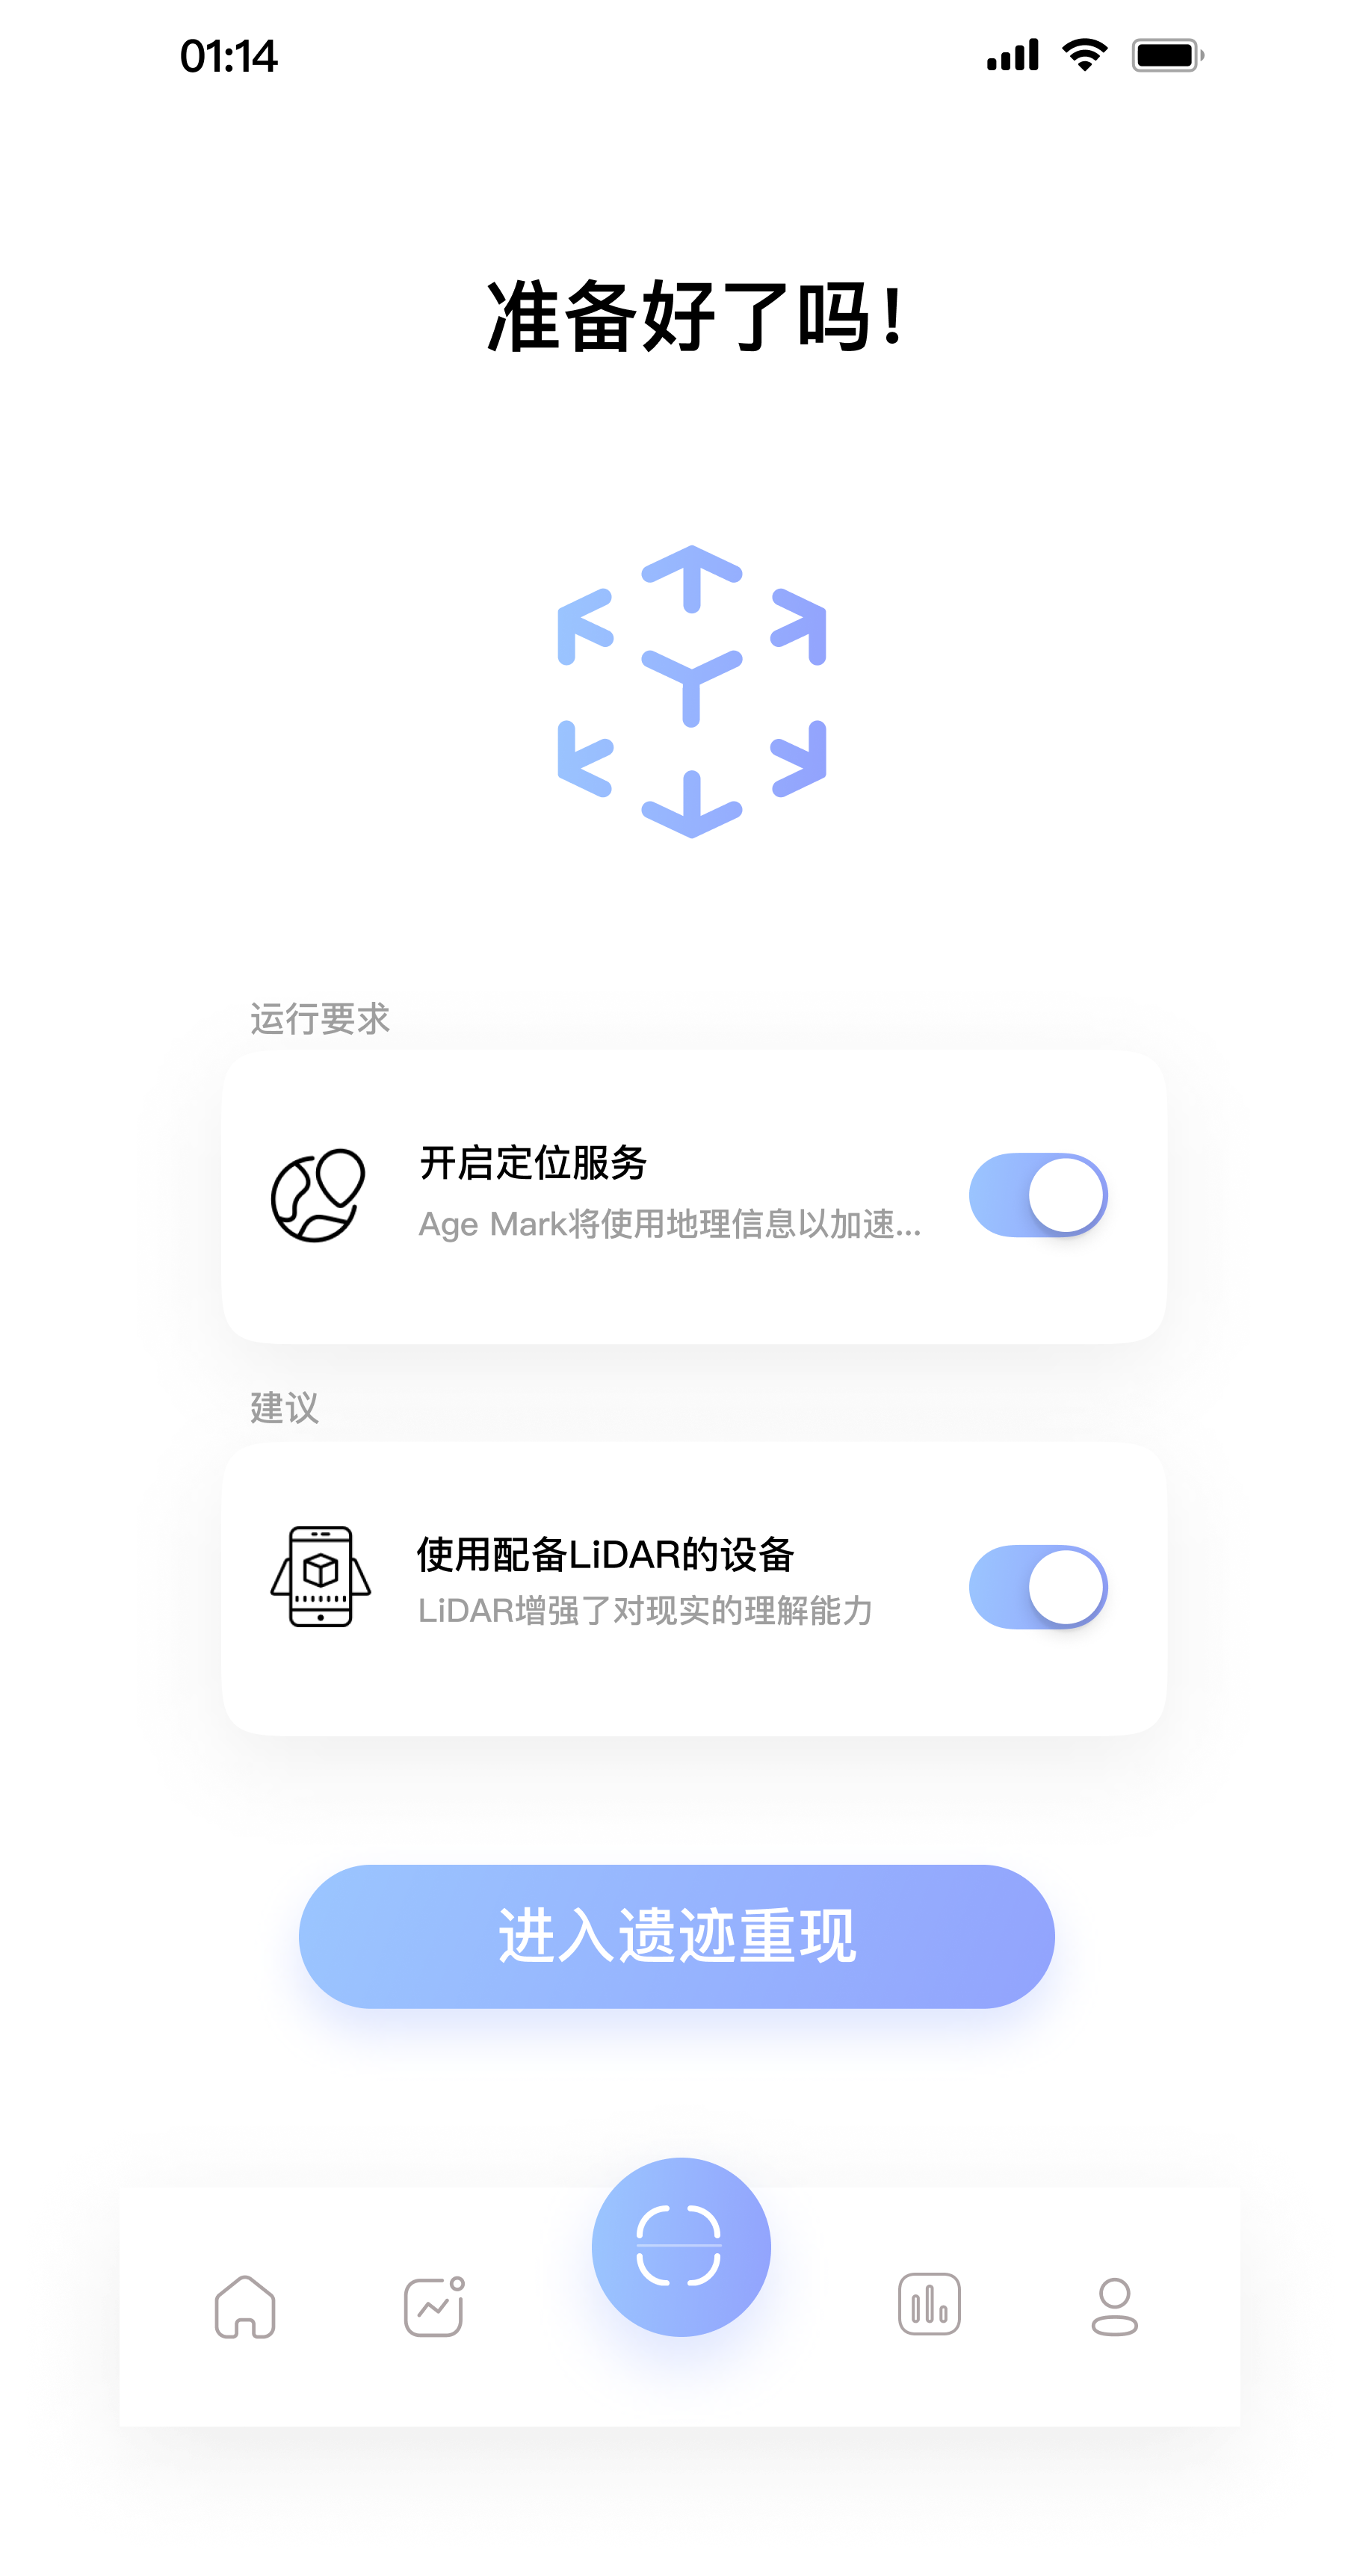 01:14
准备好了吗！
运行要求
开启定位服务
Age Mark将使用地理信息以加速...
建议
使用配备LiDAR的设备
LiDAR增强了对现实的理解能力
进入遗迹重现